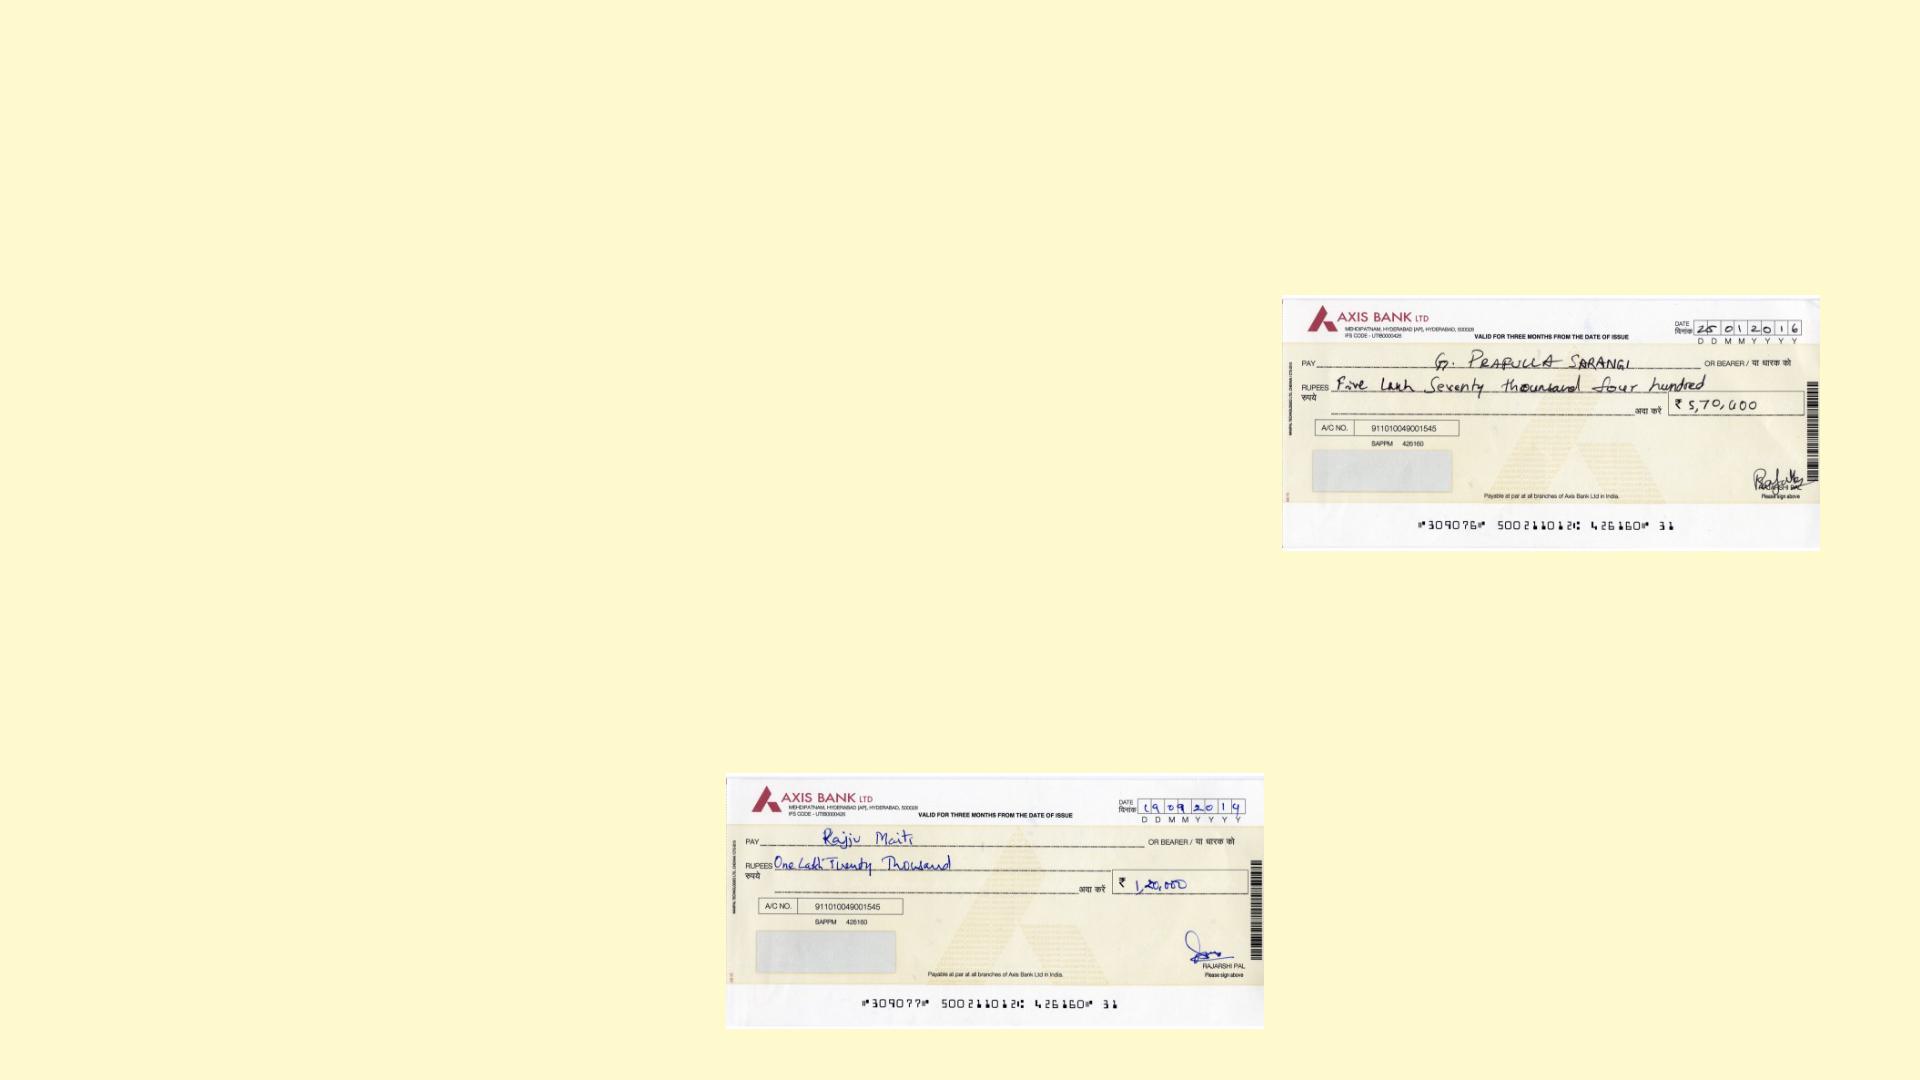 AXIS BANK LTD
MEHDIPATNAM, HYDERABAD [AP], HYDERABAD, 500028
IFS CODE - UTIB0000426
VALID FOR THREE MONTHS FROM THE DATE OF ISSUE
DATE
दिनांक 25 01 2016
D D M M Y Y Y Y
PAY G. PRAFULLA SARANGI OR BEARER / या धारक को
RUPEES Five Lakh Seventy thousand four hundred
रुपये अदा करें ₹ 5,70,400
A/C NO. 911010049001545
SAPPM 426160
RAJARSHI PAL
Please sign above
Payable at par at all branches of Axis Bank Ltd in India.
⑈309076⑈ 500211012⑆ 426160⑈ 31
AXIS BANK LTD
MEHDIPATNAM, HYDERABAD [AP], HYDERABAD, 500028
IFS CODE - UTIB0000426
VALID FOR THREE MONTHS FROM THE DATE OF ISSUE
DATE
दिनांक 19 09 2014
D D M M Y Y Y Y
PAY Rajiv Maiti OR BEARER / या धारक को
RUPEES One Lakh Twenty Thousand
रुपये अदा करें ₹ 1,20,000
A/C NO. 911010049001545
SAPPM 426160
RAJARSHI PAL
Please sign above
Payable at par at all branches of Axis Bank Ltd in India.
⑈309077⑈ 500211012⑆ 426160⑈ 31